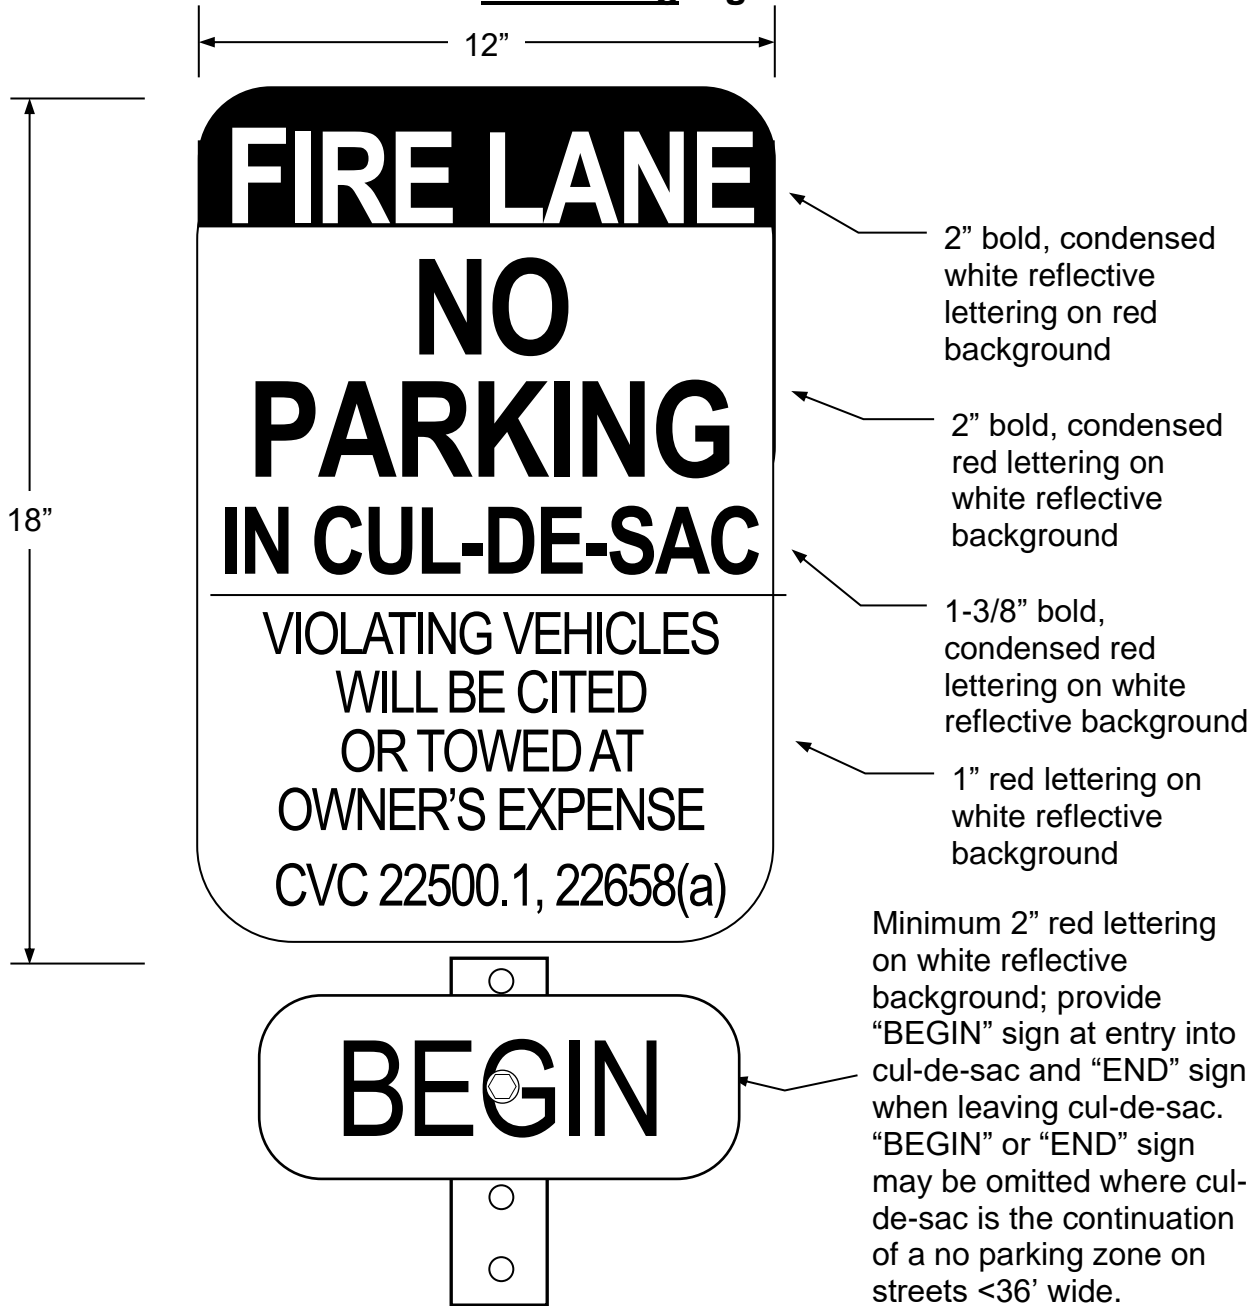 12”
FIRE LANE
NO
PARKING
IN CUL-DE-SAC
VIOLATING VEHICLES
WILL BE CITED
OR TOWED AT
OWNER’S EXPENSE
CVC 22500.1, 22658(a)
BEGIN
18”
2” bold, condensed
white reflective
lettering on red
background
2” bold, condensed
red lettering on
white reflective
background
1-3/8” bold,
condensed red
lettering on white
reflective background
1” red lettering on
white reflective
background
Minimum 2” red lettering
on white reflective
background; provide
“BEGIN” sign at entry into
cul-de-sac and “END” sign
when leaving cul-de-sac.
“BEGIN” or “END” sign
may be omitted where cul-
de-sac is the continuation
of a no parking zone on
streets <36’ wide.